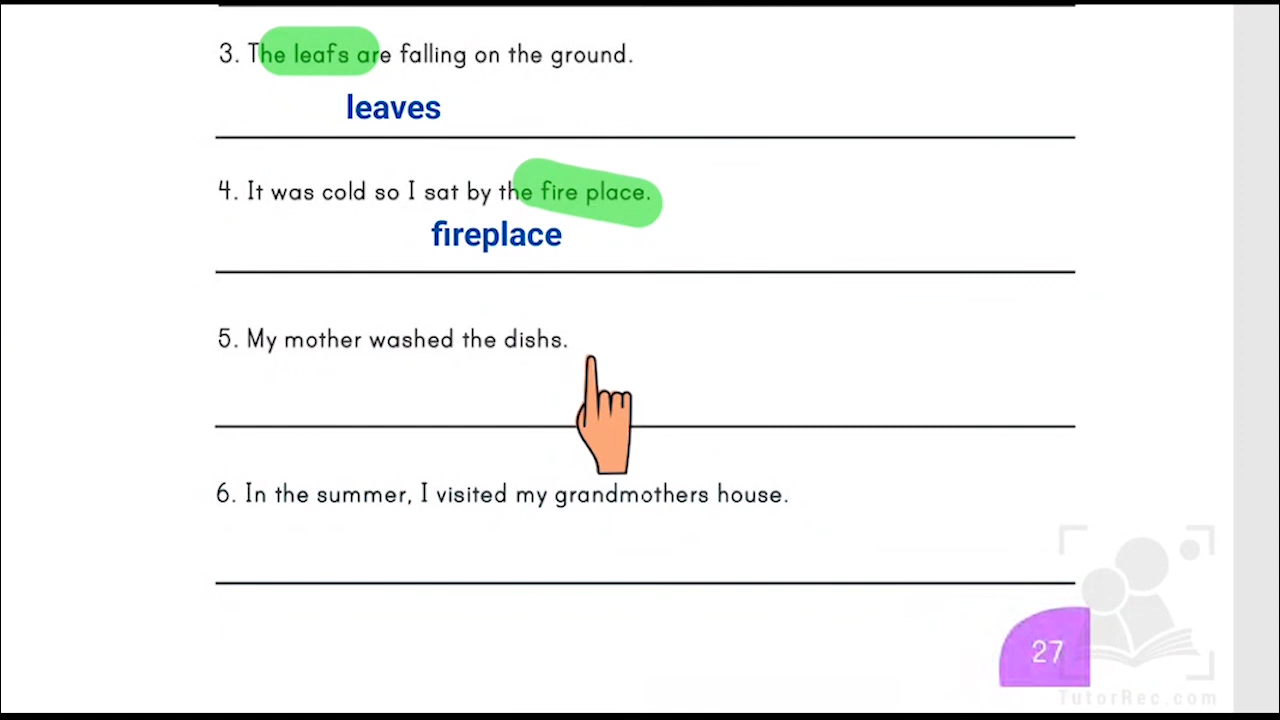 3. The leafs are falling on the ground.
leaves
4. It was cold so I sat by the fire place.
fireplace
5. My mother washed the dishs.
6. In the summer, I visited my grandmothers house.
27
TutorRec.com